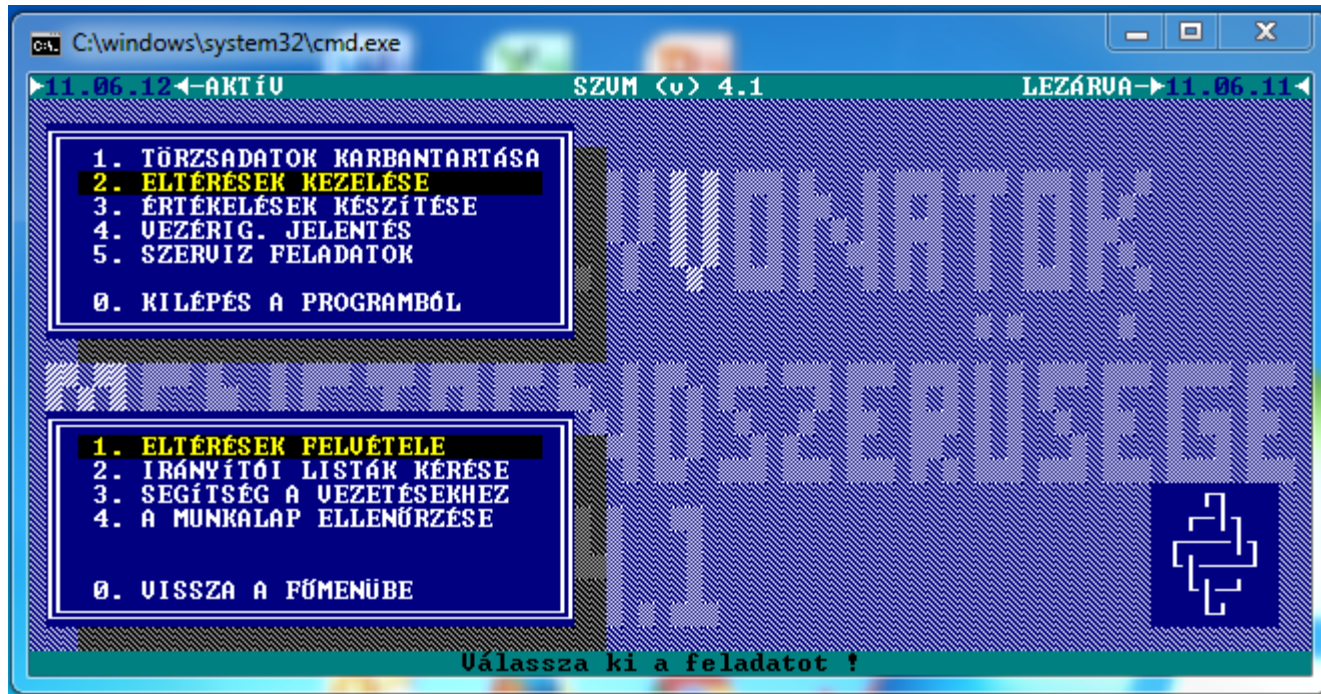 C:\windows\system32\cmd.exe
11.06.12 -AKTÍV SZVM (v) 4.1 LEZÁRVA- 11.06.11
1. TÖRZSADATOK KARBANTARTÁSA
2. ELTÉRÉSEK KEZELÉSE
3. ÉRTÉKELÉSEK KÉSZÍTÉSE
4. VEZÉRIG. JELENTÉS
5. SZERVIZ FELADATOK
0. KILÉPÉS A PROGRAMBÓL
1. ELTÉRÉSEK FELVÉTELE
2. IRÁNYÍTÓI LISTÁK KÉRÉSE
3. SEGÍTSÉG A VEZETÉSEKHEZ
4. A MUNKALAP ELLENŐRZÉSE
0. VISSZA A FŐMENÜBE
Válassza ki a feladatot !